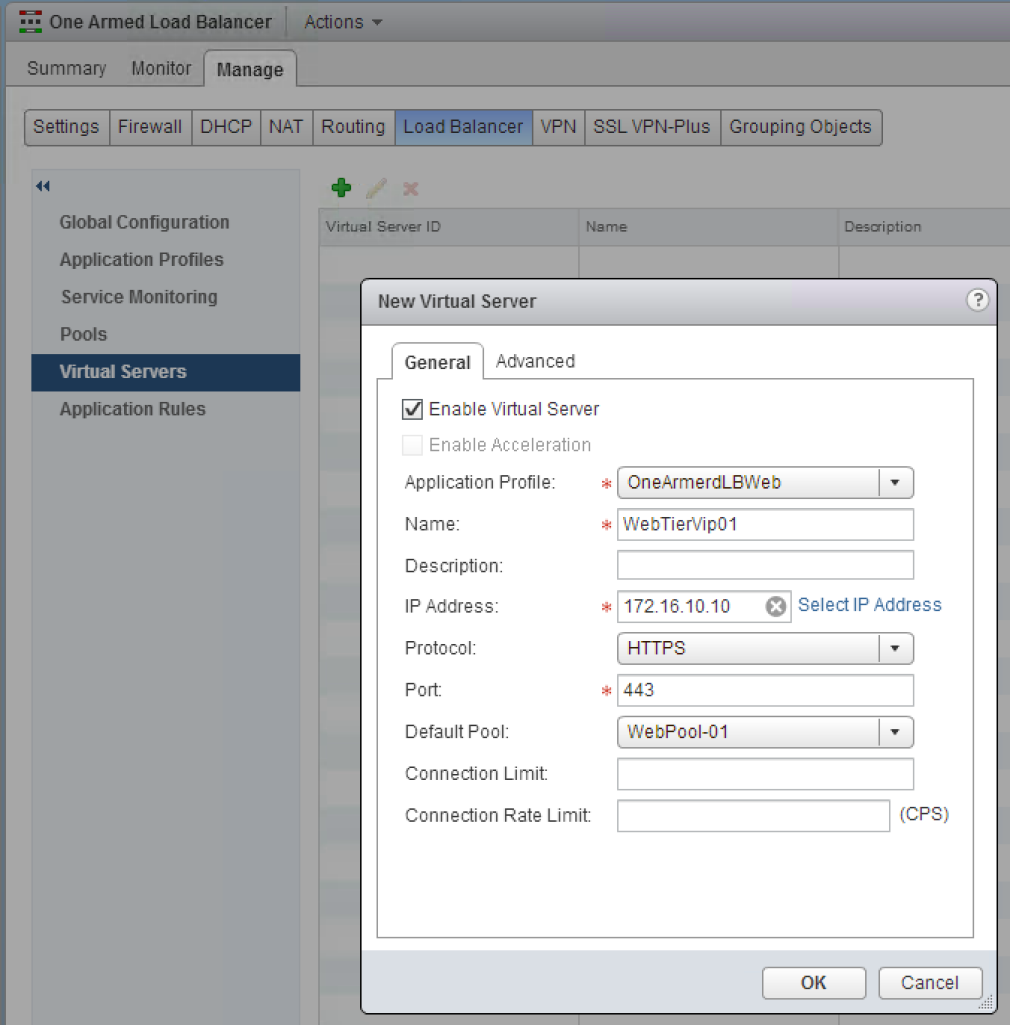 One Armed Load Balancer Actions
Summary Monitor Manage
Settings Firewall DHCP NAT Routing Load Balancer VPN SSL VPN-Plus Grouping Objects
Global Configuration
Application Profiles
Service Monitoring
Pools
Virtual Servers
Application Rules
Virtual Server ID Name Description
New Virtual Server ?
General Advanced
Enable Virtual Server
Enable Acceleration
Application Profile: * OneArmerdLBWeb
Name: * WebTierVip01
Description:
IP Address: * 172.16.10.10 Select IP Address
Protocol: HTTPS
Port: * 443
Default Pool: WebPool-01
Connection Limit:
Connection Rate Limit: (CPS)
OK Cancel